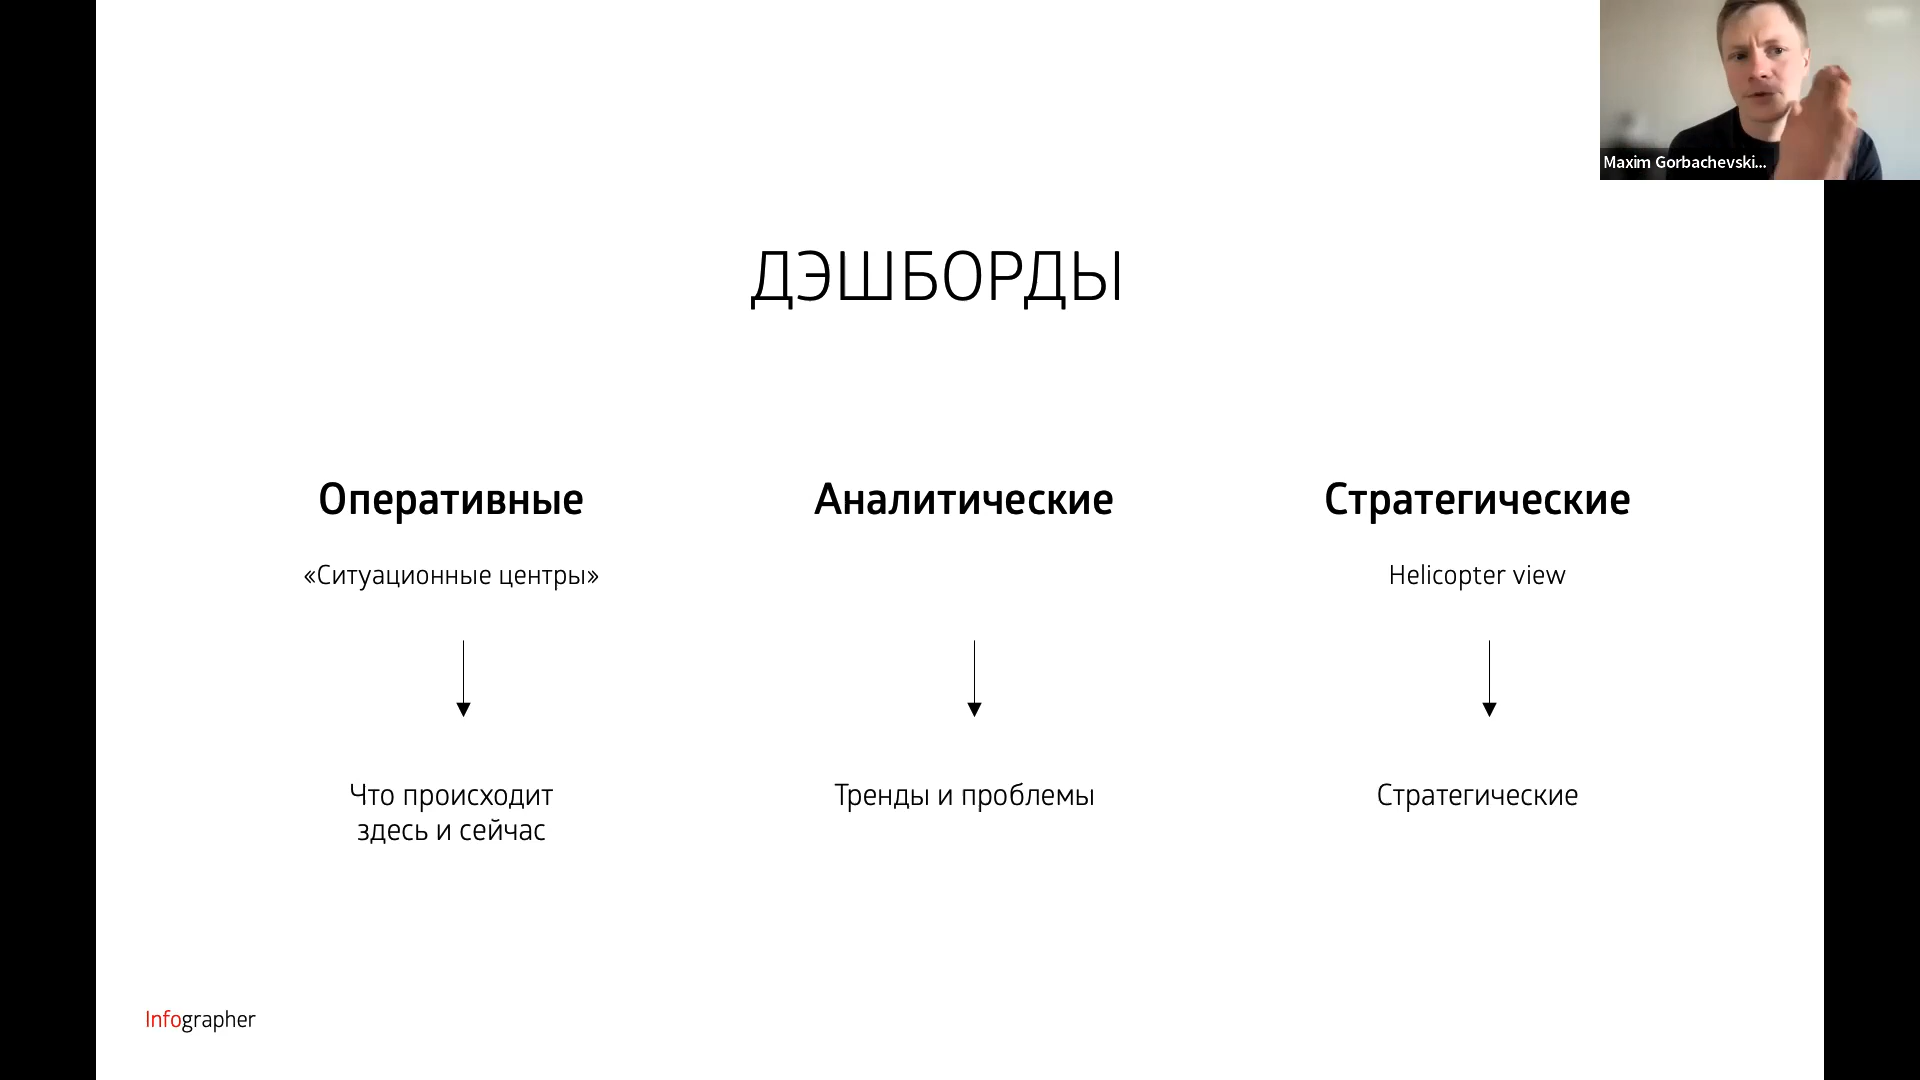 Maxim Gorbachevski...
ДЭШБОРДЫ
Оперативные
«Ситуационные центры»
Что происходит
здесь и сейчас
Аналитические
Тренды и проблемы
Стратегические
Helicopter view
Стратегические
Infographer